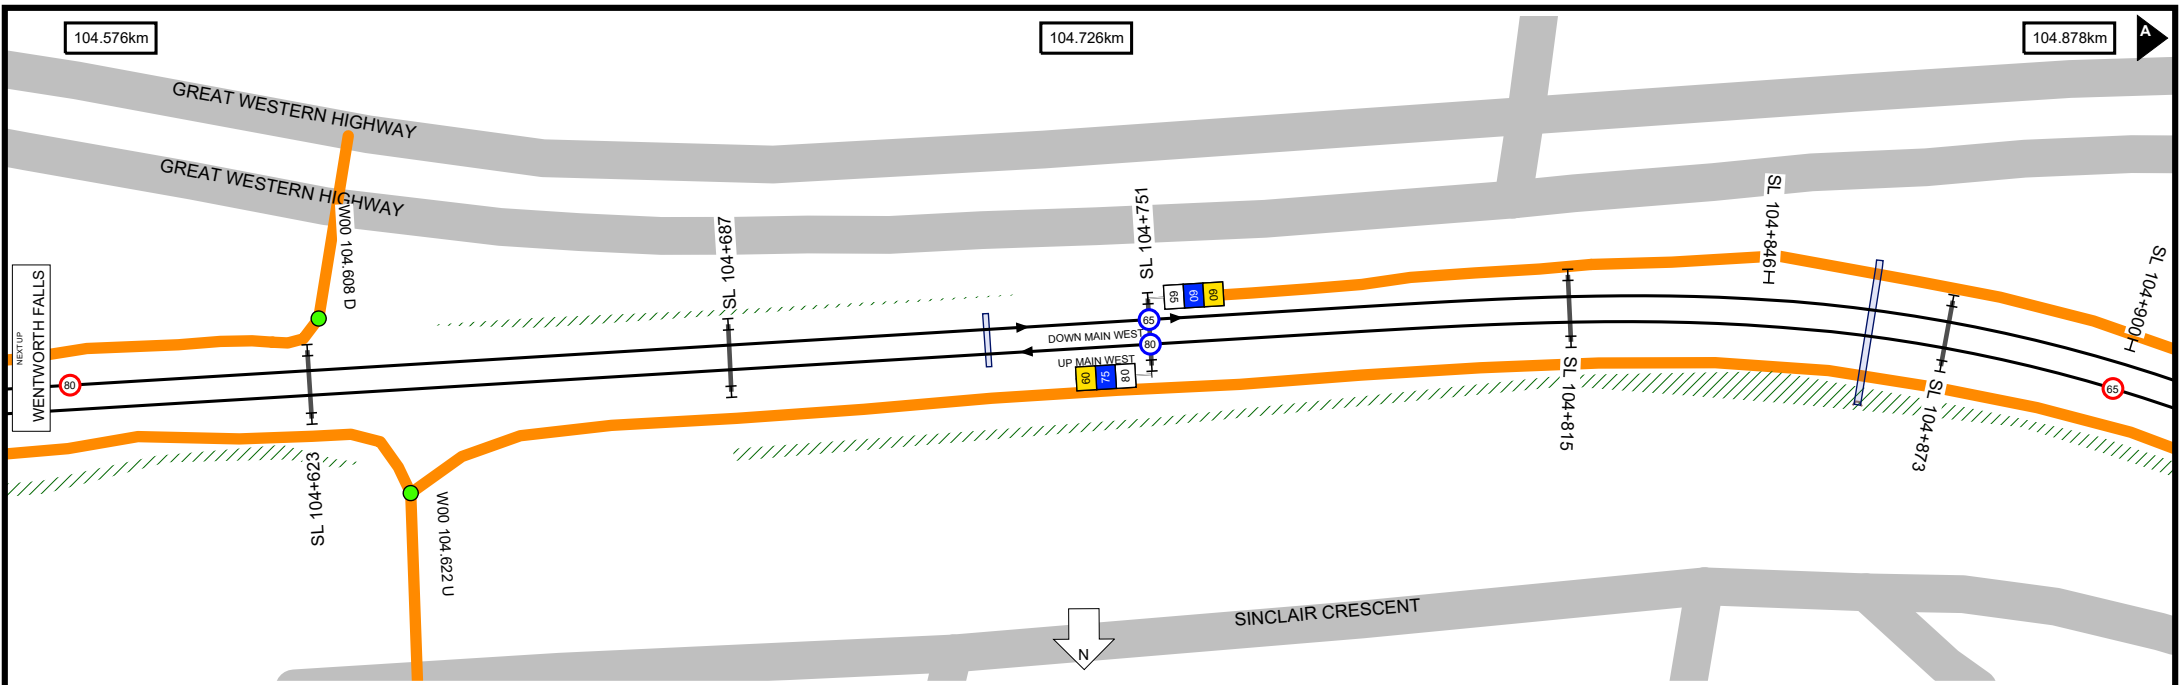 104.576km
104.726km
104.878km
A
GREAT WESTERN HIGHWAY
GREAT WESTERN HIGHWAY
W00 104.608 D
SL 104+687
SL 104+751
SL 104+846
SL 104+900
NEXT UP
WENTWORTH FALLS
80
65 60 60
65
DOWN MAIN WEST
80
UP MAIN WEST
60 75 80
65
SL 104+623
W00 104.622 U
SL 104+815
SL 104+873
SINCLAIR CRESCENT
N